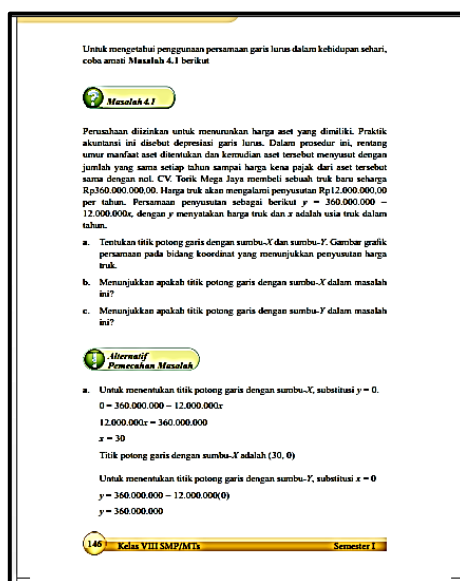 Untuk mengetahui penggunaan persamaan garis lurus dalam kehidupan sehari,
coba amati Masalah 4.1 berikut
Masalah 4.1
Perusahaan diizinkan untuk menurunkan harga aset yang dimiliki. Praktik
akuntansi ini disebut depresiasi garis lurus. Dalam prosedur ini, rentang
umur manfaat aset ditentukan dan kemudian aset tersebut menyusut dengan
jumlah yang sama setiap tahun sampai harga kena pajak dari aset tersebut
sama dengan nol. CV. Torik Mega Jaya membeli sebuah truk baru seharga
Rp360.000.000,00. Harga truk akan mengalami penyusutan Rp12.000.000,00
per tahun. Persamaan penyusutan sebagai berikut y = 360.000.000 −
12.000.000x, dengan y menyatakan harga truk dan x adalah usia truk dalam
tahun.
a. Tentukan titik potong garis dengan sumbu-X dan sumbu-Y. Gambar grafik
persamaan pada bidang koordinat yang menunjukkan penyusutan harga
truk.
b. Menunjukkan apakah titik potong garis dengan sumbu-X dalam masalah
ini?
c. Menunjukkan apakah titik potong garis dengan sumbu-Y dalam masalah
ini?
Alternatif
Pemecahan Masalah
a. Untuk menentukan titik potong garis dengan sumbu-X, substitusi y = 0.
0 = 360.000.000 − 12.000.000x
12.000.000x = 360.000.000
x = 30
Titik potong garis dengan sumbu-X adalah (30, 0)
Untuk menentukan titik potong garis dengan sumbu-Y, substitusi x = 0
y = 360.000.000 − 12.000.000(0)
y = 360.000.000
146 Kelas VIII SMP/MTs Semester I